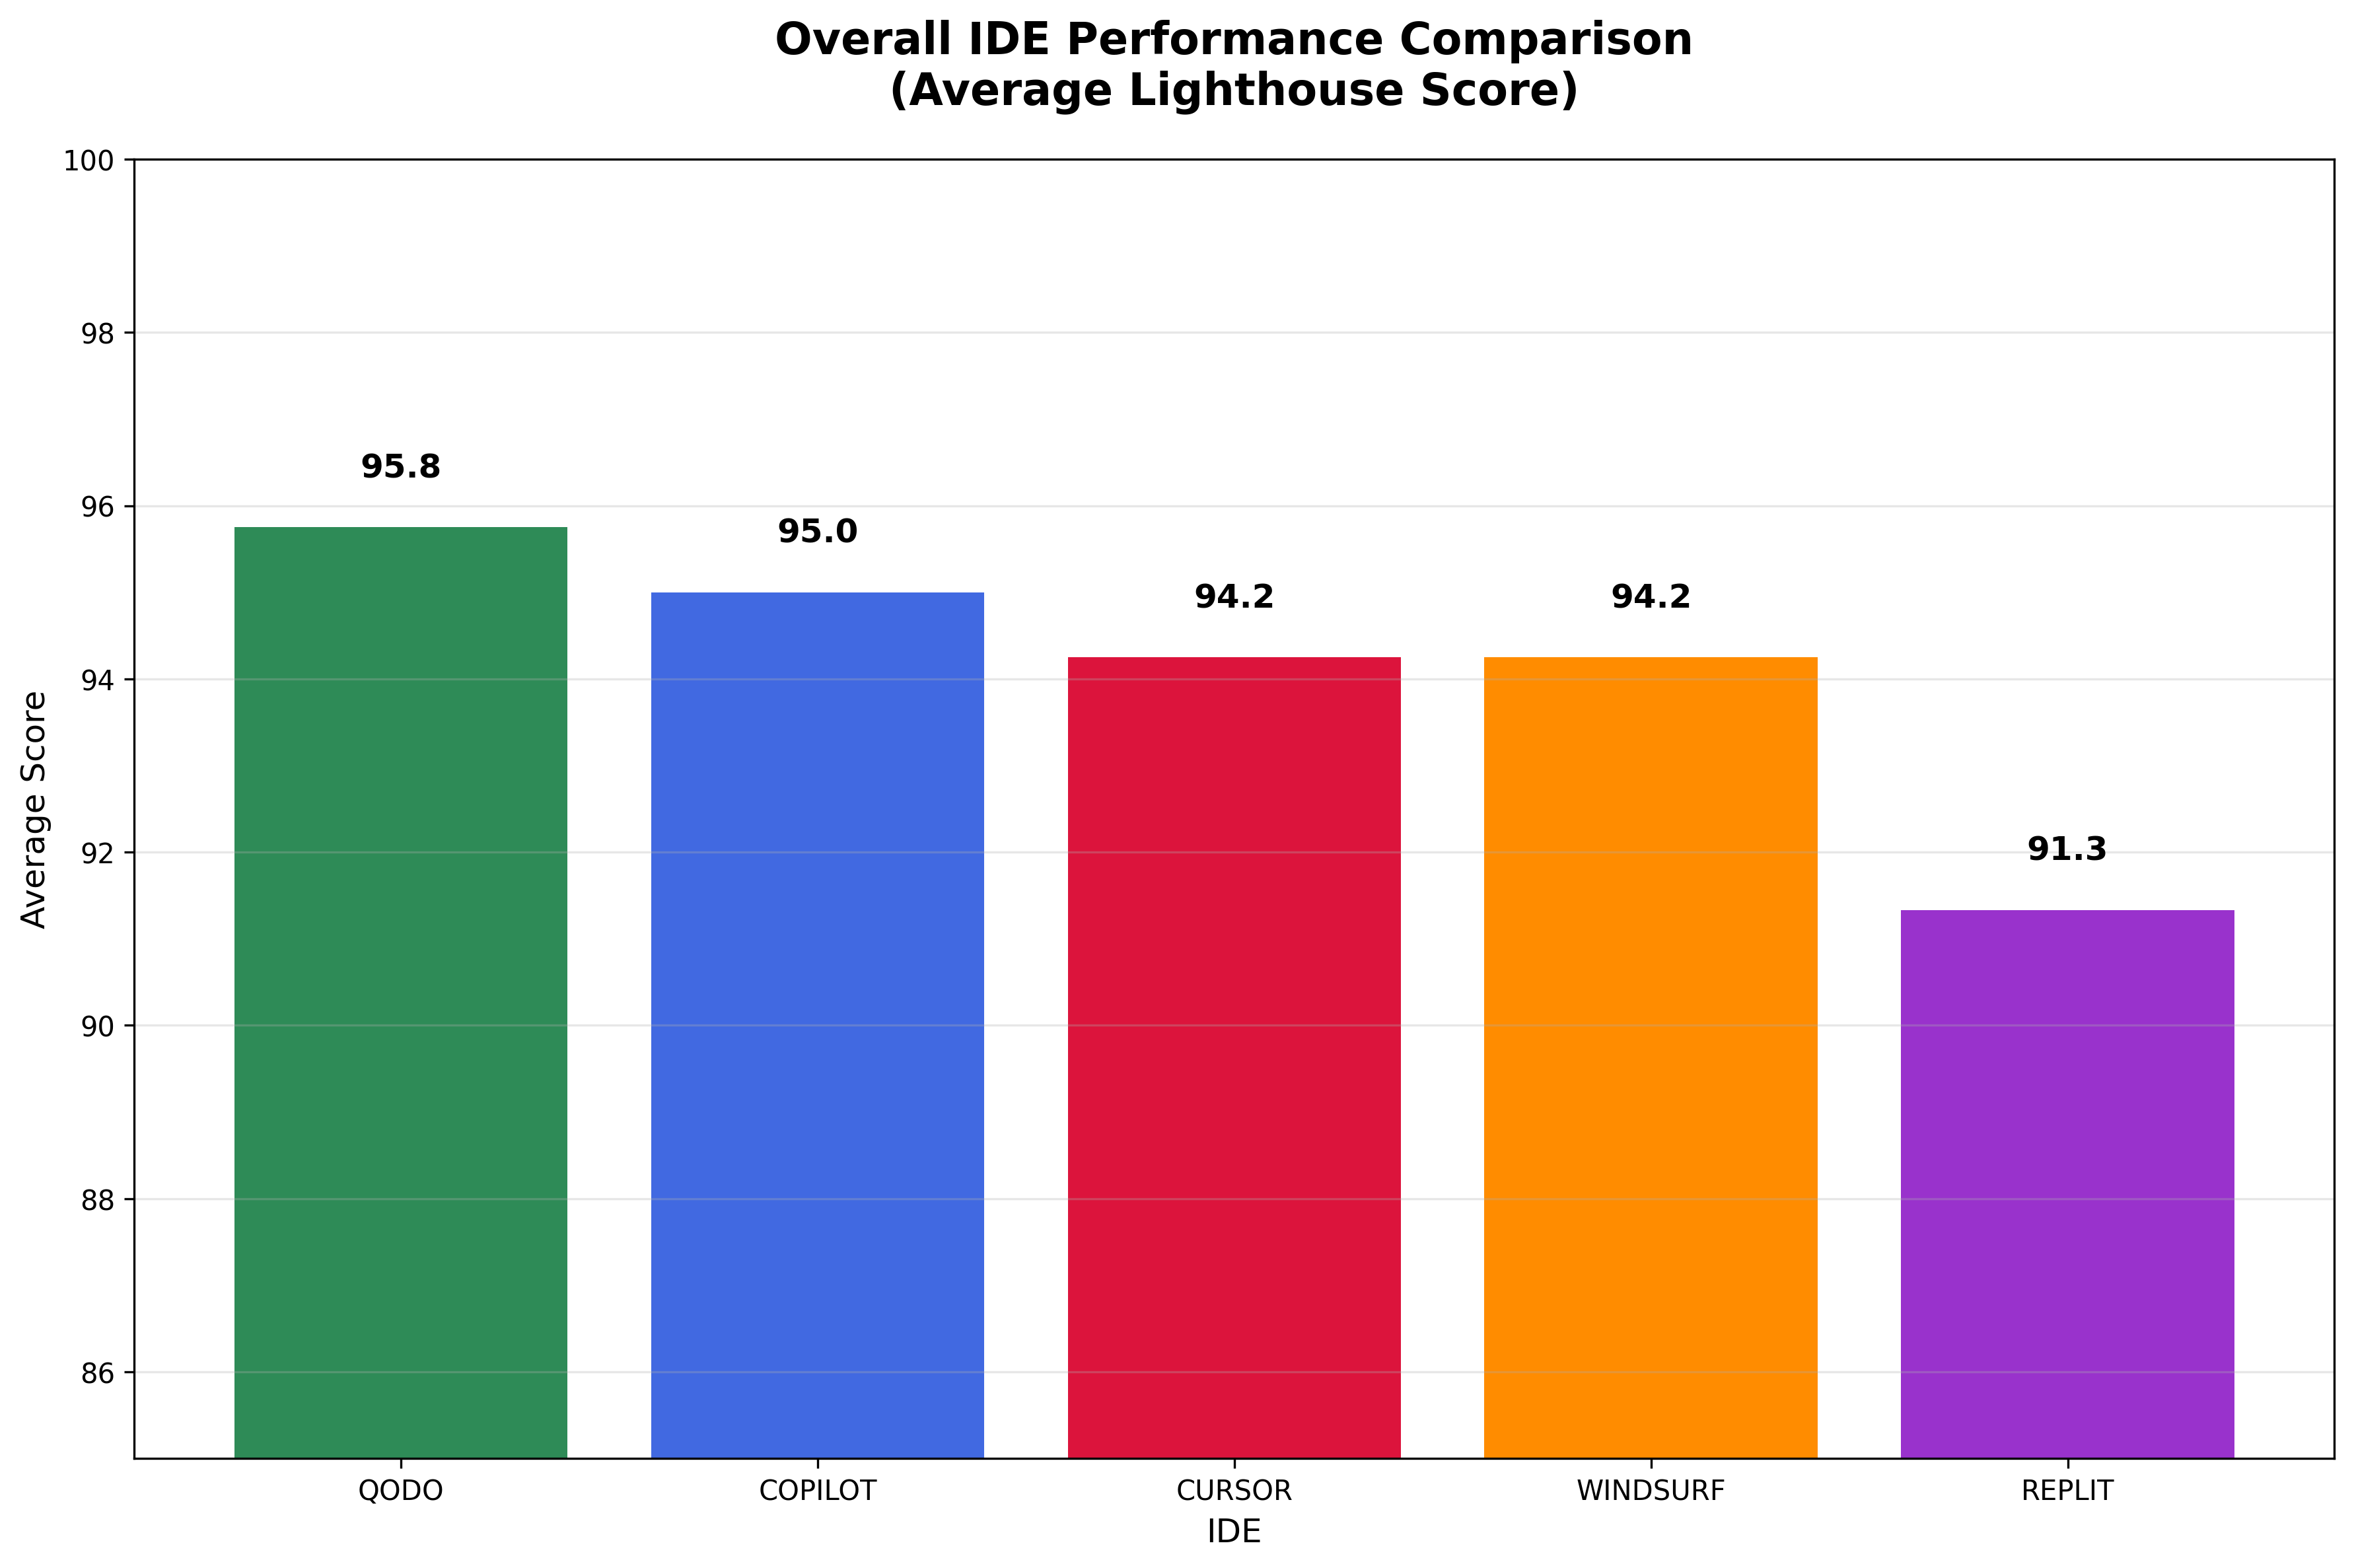 Overall IDE Performance Comparison
(Average Lighthouse Score)
100
98
96
94
92
90
88
86
Average Score
95.8
95.0
94.2
94.2
91.3
QODO
COPILOT
CURSOR
WINDSURF
REPLIT
IDE